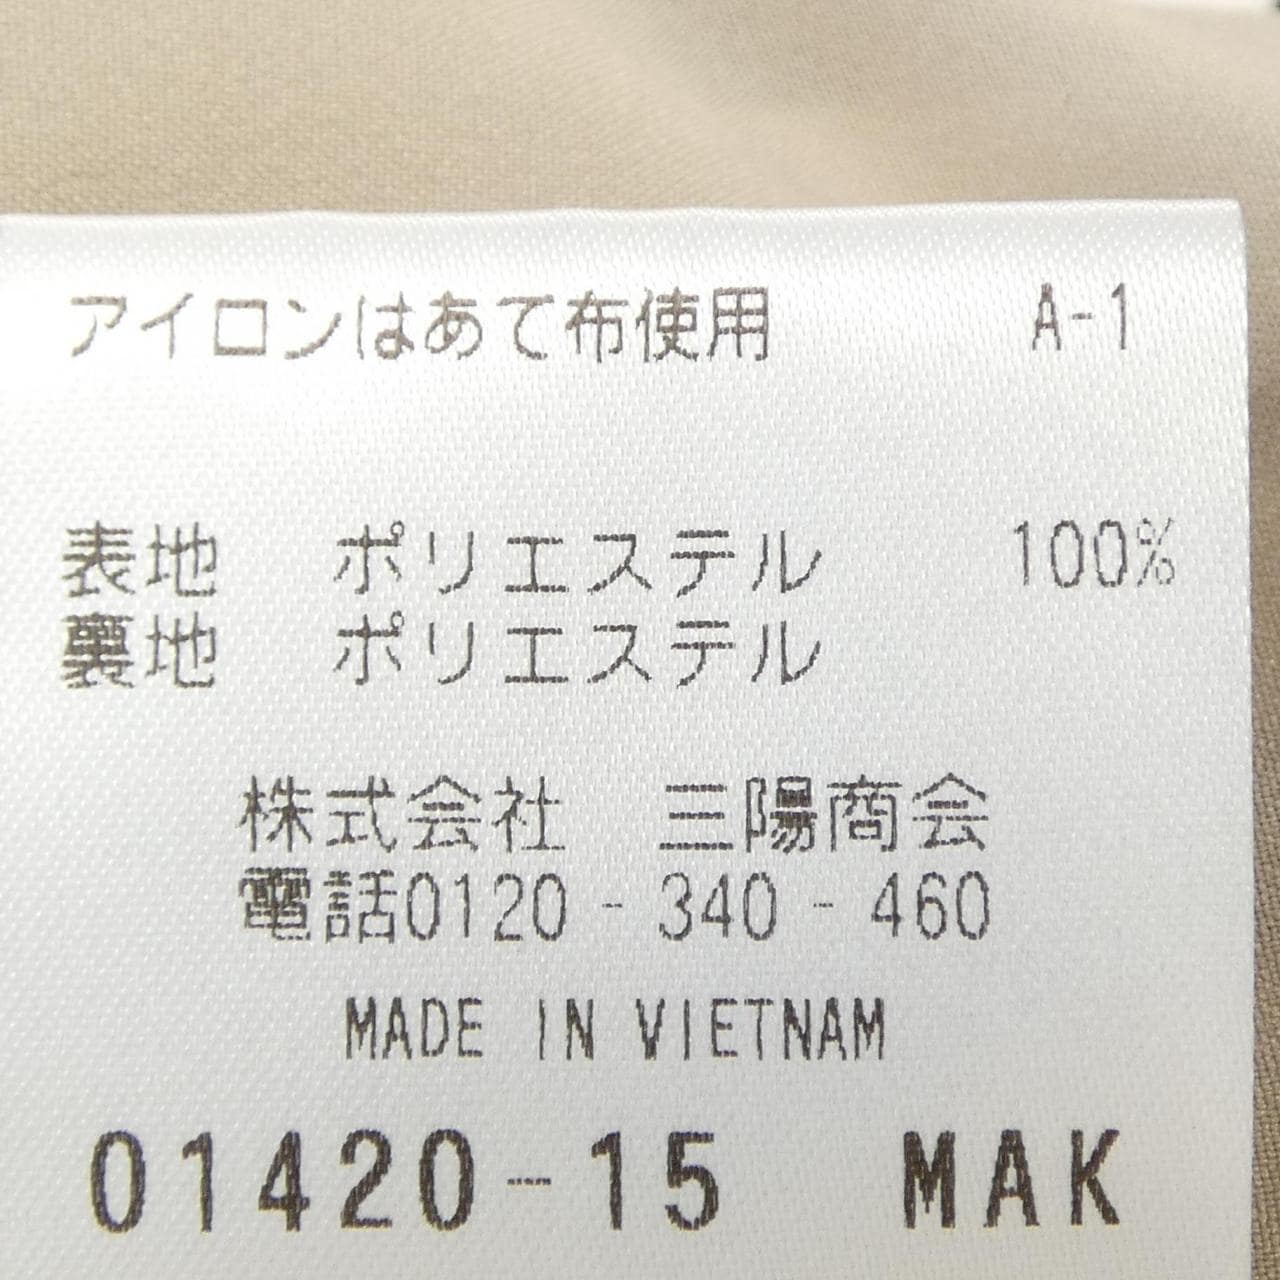 アイロンはあて布使用 A-1
表地 ポリエステル 100%
裏地 ポリエステル
株式会社 三陽商会
電話0120-340-460
MADE IN VIETNAM
01420-15 MAK